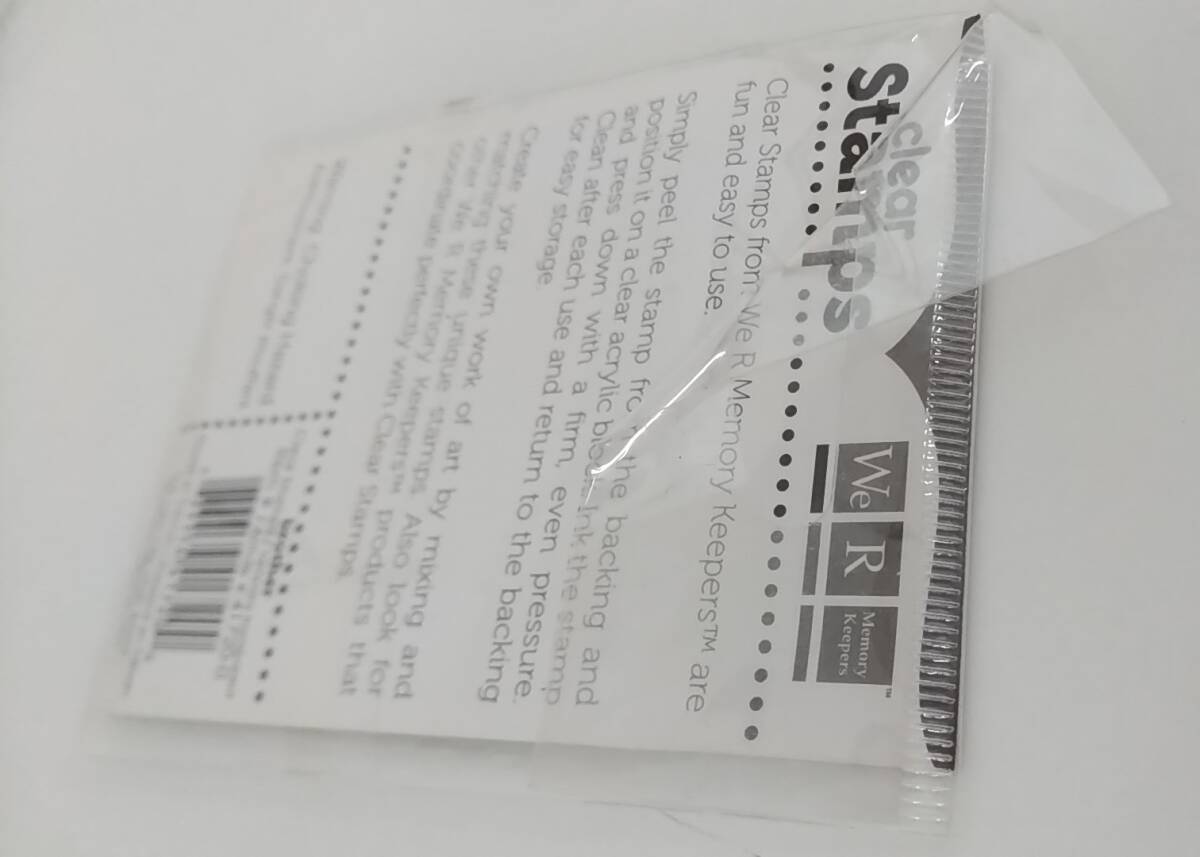 clear
Stamps
We R
Memory
Keepers™
Clear Stamps from We R Memory Keepers™ are
fun and easy to use.
Simply peel the stamp from the backing and
position it on a clear acrylic block. Ink the stamp
and press down with a firm, even pressure.
Clean after each use and return to the backing
for easy storage.
Create your own work of art by mixing and
matching these unique stamps. Also look for
other We R Memory Keepers™ products that
coordinate perfectly with Clear Stamps.